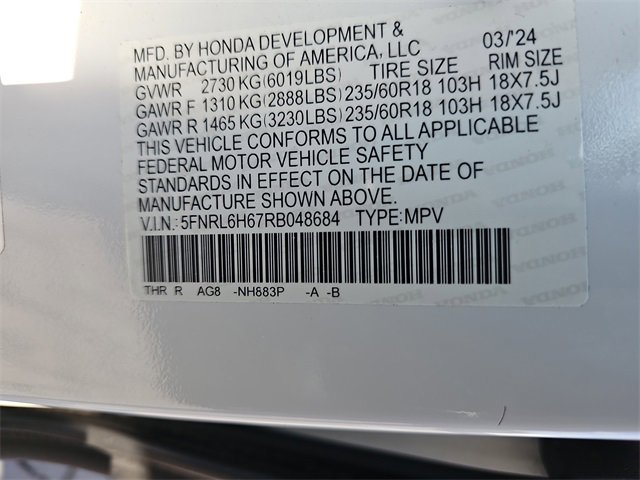 MFD. BY HONDA DEVELOPMENT &
MANUFACTURING OF AMERICA, LLC 03/'24
GVWR 2730 KG (6019LBS) TIRE SIZE RIM SIZE
GAWR F 1310 KG (2888LBS) 235/60R18 103H 18X7.5J
GAWR R 1465 KG (3230LBS) 235/60R18 103H 18X7.5J
THIS VEHICLE CONFORMS TO ALL APPLICABLE
FEDERAL MOTOR VEHICLE SAFETY
STANDARDS IN EFFECT ON THE DATE OF
MANUFACTURE SHOWN ABOVE.
V.I.N.: 5FNRL6H67RB048684 TYPE: MPV
THR R AG8 -NH883P -A -B